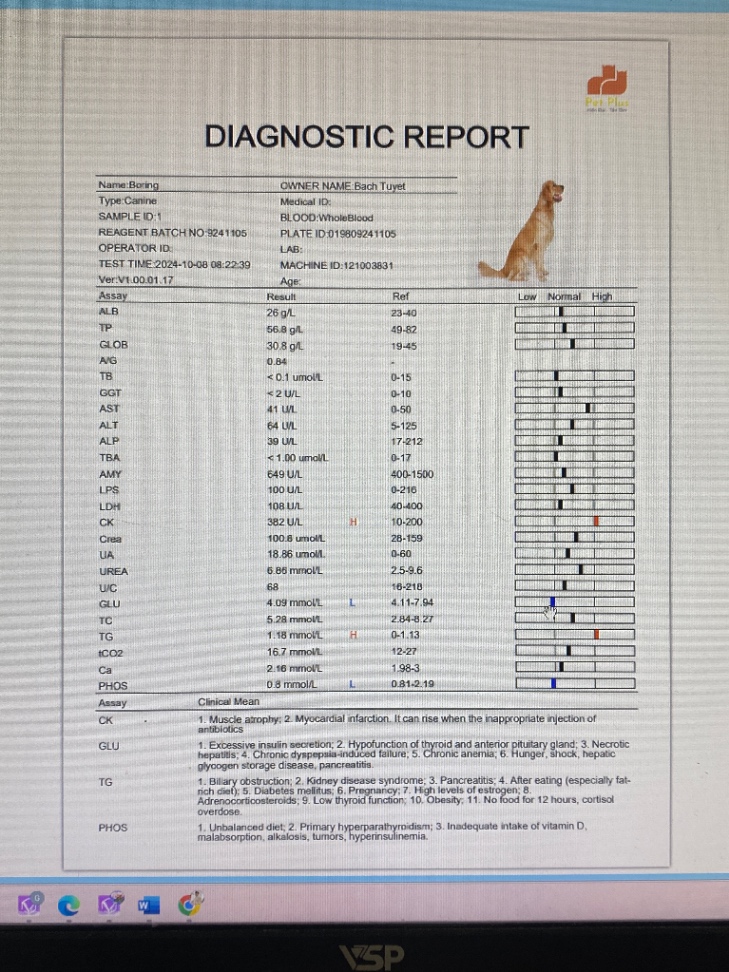 Pet Plus
DIAGNOSTIC REPORT
Name:Boring OWNER NAME:Bach Tuyet
Type:Canine Medical ID:
SAMPLE ID:1 BLOOD:WholeBlood
REAGENT BATCH NO:9241105 PLATE ID:019809241105
OPERATOR ID: LAB:
TEST TIME:2024-10-08 08:22:39 MACHINE ID:121003831
Ver:V1.00.01.17 Age:
Assay Result Ref Low Normal High
ALB 26 g/L 23-40
TP 56.8 g/L 49-82
GLOB 30.8 g/L 19-45
A/G 0.84 -
TB < 0.1 umol/L 0-15
GGT < 2 U/L 0-10
AST 41 U/L 0-50
ALT 64 U/L 5-125
ALP 39 U/L 17-212
TBA < 1.00 umol/L 0-17
AMY 649 U/L 400-1500
LPS 100 U/L 0-216
LDH 108 U/L 40-400
CK 382 U/L H 10-200
Crea 100.6 umol/L 28-159
UA 18.86 umol/L 0-60
UREA 6.86 mmol/L 2.5-9.6
U/C 68 16-218
GLU 4.09 mmol/L L 4.11-7.94
TC 5.28 mmol/L 2.84-8.27
TG 1.18 mmol/L H 0-1.13
tCO2 16.7 mmol/L 12-27
Ca 2.16 mmol/L 1.98-3
PHOS 0.8 mmol/L L 0.81-2.19
Assay Clinical Mean
CK 1. Muscle atrophy; 2. Myocardial infarction. It can rise when the inappropriate injection of
antibiotics
GLU 1. Excessive insulin secretion; 2. Hypofunction of thyroid and anterior pituitary gland; 3. Necrotic
hepatitis; 4. Chronic dyspepsia-induced failure; 5. Chronic anemia; 6. Hunger, shock, hepatic
glycogen storage disease, pancreatitis.
TG 1. Biliary obstruction; 2. Kidney disease syndrome; 3. Pancreatitis; 4. After eating (especially fat-
rich diet); 5. Diabetes mellitus; 6. Pregnancy; 7. High levels of estrogen; 8.
Adrenocorticosteroids; 9. Low thyroid function; 10. Obesity; 11. No food for 12 hours, cortisol
overdose.
PHOS 1. Unbalanced diet; 2. Primary hyperparathyroidism; 3. Inadequate intake of vitamin D,
malabsorption, alkalosis, tumors, hyperinsulinemia.
VSP